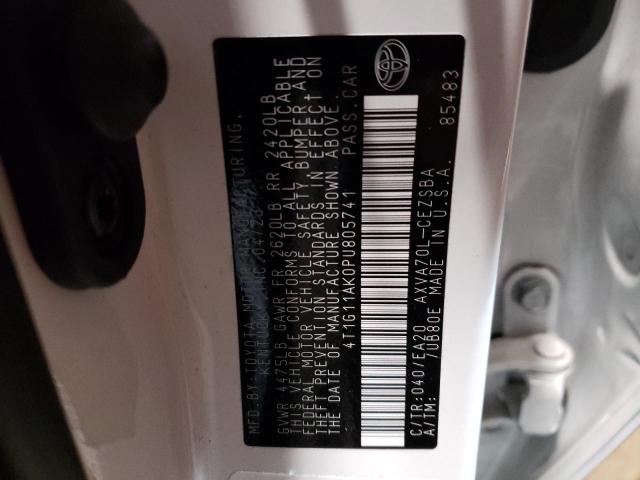 MFD. BY: TOYOTA MOTOR MANUFACTURING,
KENTUCKY, INC. 04/23
GVWR 4475LB GAWR FR 2620LB RR 2420LB
THIS VEHICLE CONFORMS TO ALL APPLICABLE
FEDERAL MOTOR VEHICLE SAFETY BUMPER, AND
THEFT PREVENTION STANDARDS IN EFFECT ON
THE DATE OF MANUFACTURE SHOWN ABOVE.
4T1G11AK0PU805741 PASS.CAR
C/TR:040/EA20 AXVA70L-CEZSBA
A/TM: /UB80E MADE IN U.S.A. 85483